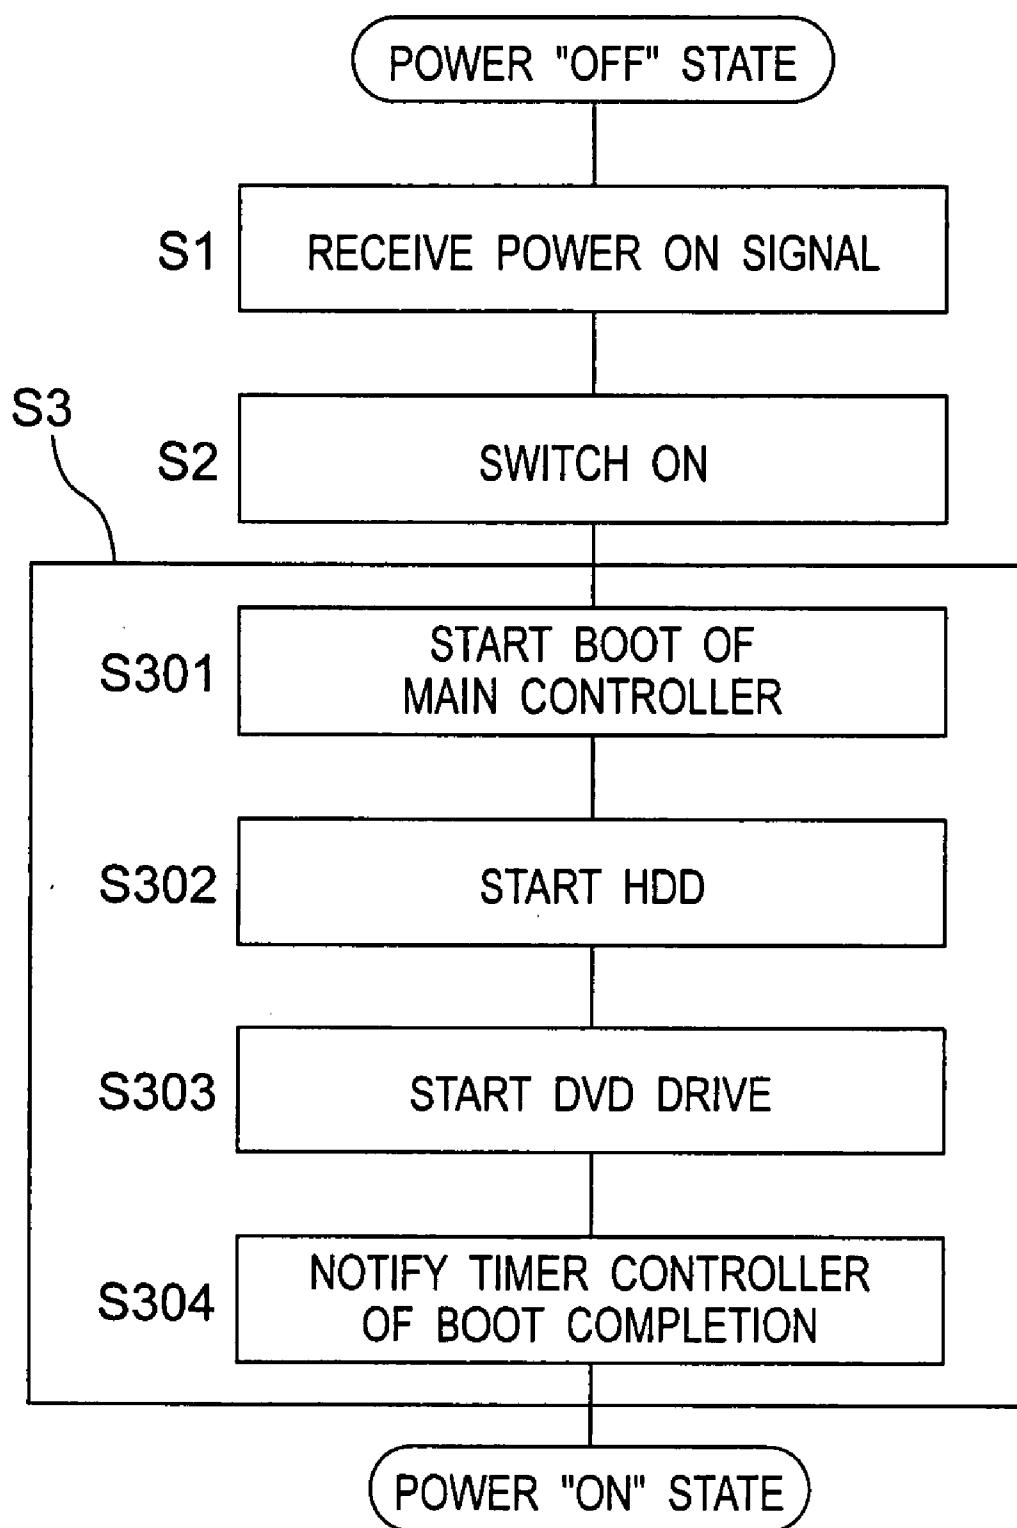 POWER "OFF" STATE
S1
RECEIVE POWER ON SIGNAL
S3
S2
SWITCH ON
S301
START BOOT OF
MAIN CONTROLLER
S302
START HDD
S303
START DVD DRIVE
S304
NOTIFY TIMER CONTROLLER
OF BOOT COMPLETION
POWER "ON" STATE